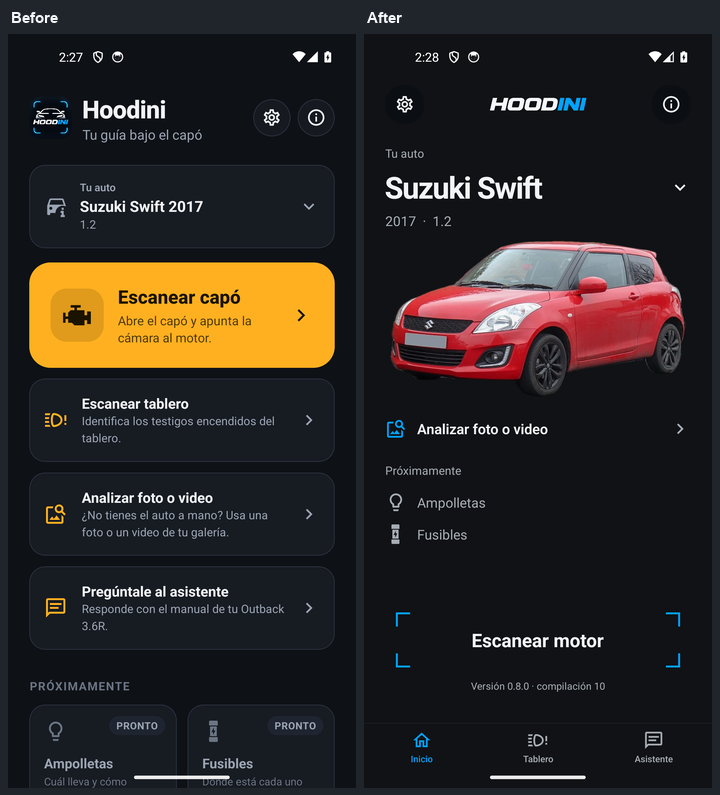 Before
2:27
HOODINI
Hoodini
Tu guía bajo el capó
Tu auto
Suzuki Swift 2017
1.2
Escanear capó
Abre el capó y apunta la
cámara al motor.
Escanear tablero
Identifica los testigos encendidos del
tablero.
Analizar foto o video
¿No tienes el auto a mano? Usa una
foto o un video de tu galería.
Pregúntale al asistente
Responde con el manual de tu Outback
3.6R.
PRÓXIMAMENTE
PRONTO
Ampolletas
Cuál lleva y cómo
PRONTO
Fusibles
Dónde está cada uno
After
2:28
HOODINI
Tu auto
Suzuki Swift
2017 · 1.2
Analizar foto o video
Próximamente
Ampolletas
Fusibles
Escanear motor
Versión 0.8.0 · compilación 10
Inicio
Tablero
Asistente